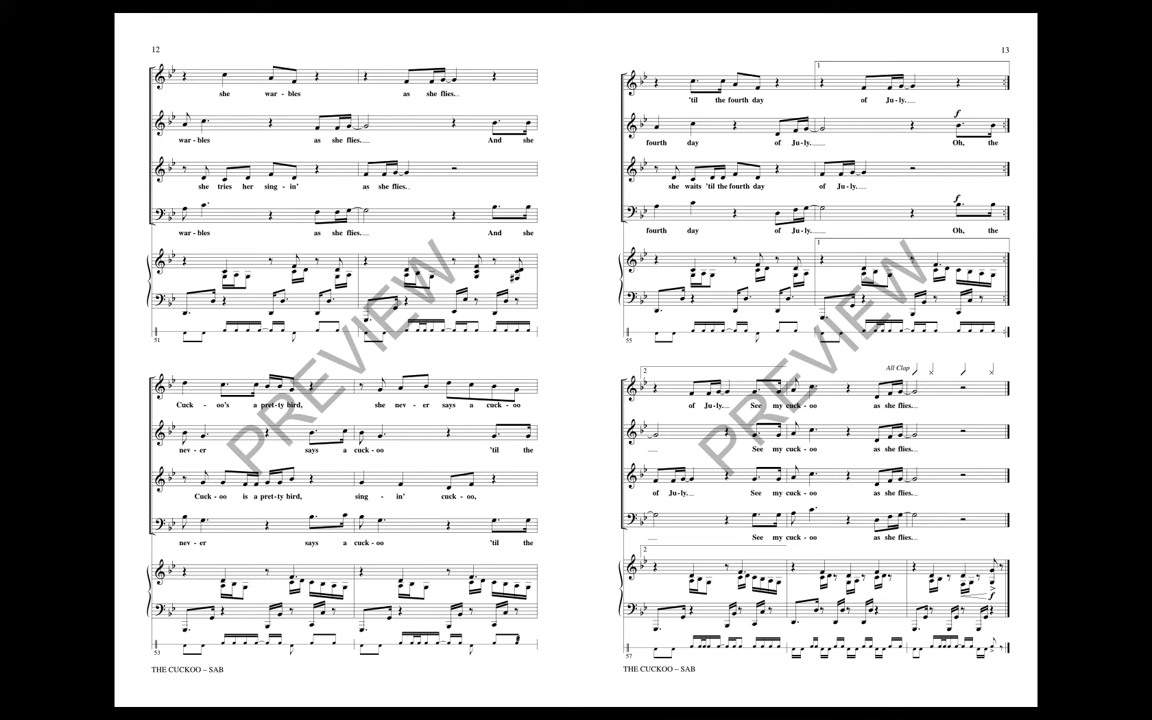 12
she war - bles as she flies.
war - bles as she flies. And she
she tries her sing - in' as she flies.
war - bles as she flies. And she
51
Cuck - oo's a pret-ty bird, she nev - er says a cuck - oo
nev - er says a cuck - oo 'til the
Cuck - oo is a pret-ty bird, sing - in' cuck - oo,
nev - er says a cuck - oo 'til the
53
THE CUCKOO – SAB
PREVIEW
13
1
'til the fourth day of Ju - ly.
f
fourth day of Ju - ly. Oh, the
she waits 'til the fourth day of Ju - ly.
f
fourth day of Ju - ly. Oh, the
1
55
2
All Clap
of Ju - ly. See my cuck - oo as she flies.
See my cuck - oo as she flies.
of Ju - ly. See my cuck - oo as she flies.
See my cuck - oo as she flies.
2
f
57
THE CUCKOO – SAB
PREVIEW